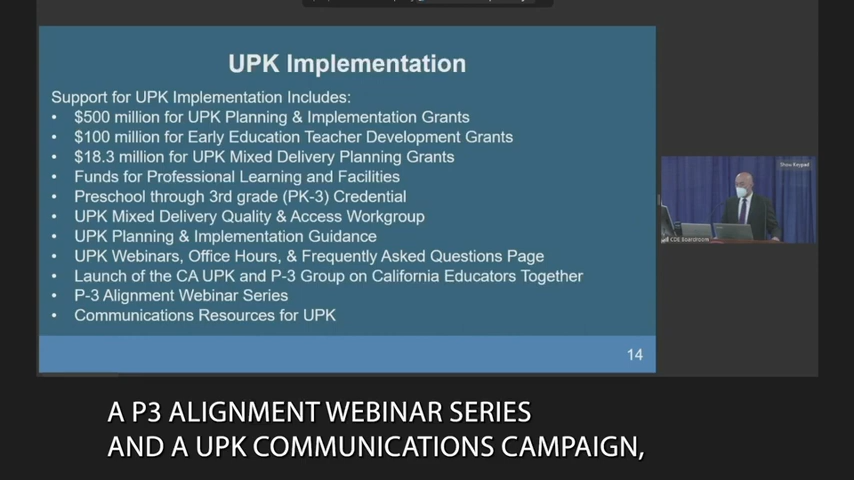 UPK Implementation
Support for UPK Implementation Includes:
• $500 million for UPK Planning & Implementation Grants
• $100 million for Early Education Teacher Development Grants
• $18.3 million for UPK Mixed Delivery Planning Grants
• Funds for Professional Learning and Facilities
• Preschool through 3rd grade (PK-3) Credential
• UPK Mixed Delivery Quality & Access Workgroup
• UPK Planning & Implementation Guidance
• UPK Webinars, Office Hours, & Frequently Asked Questions Page
• Launch of the CA UPK and P-3 Group on California Educators Together
• P-3 Alignment Webinar Series
• Communications Resources for UPK
14
Show Keypad
CDE Boardroom
A P3 ALIGNMENT WEBINAR SERIES
AND A UPK COMMUNICATIONS CAMPAIGN,